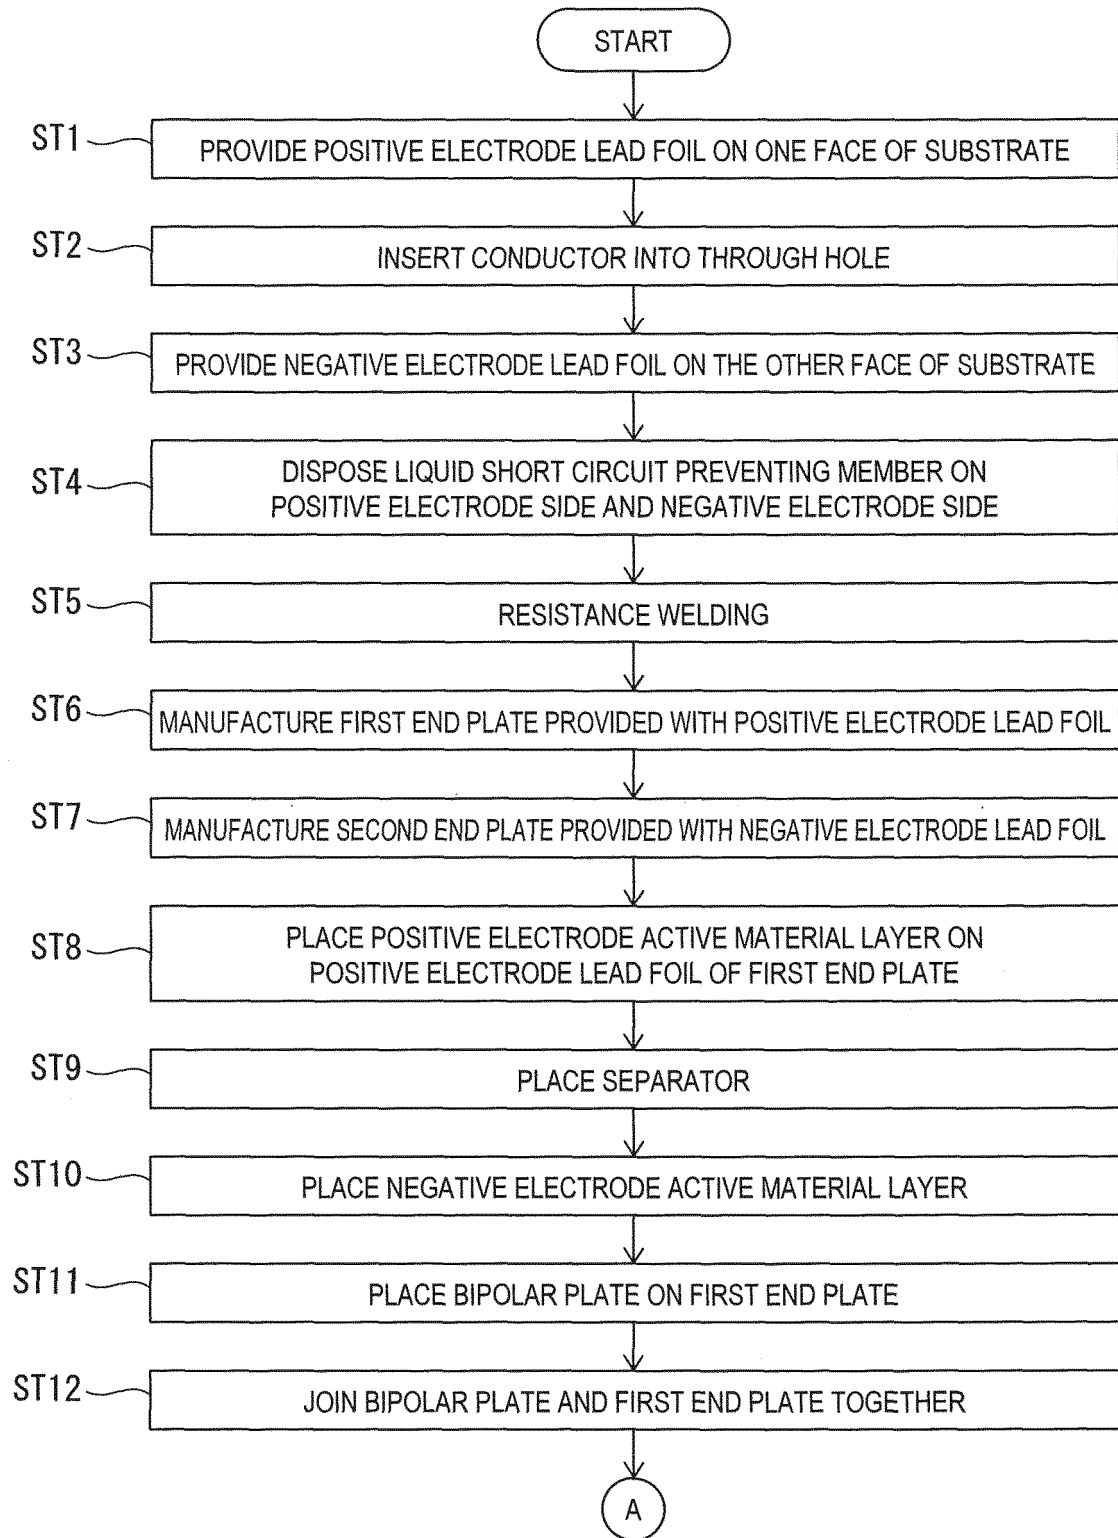 START
ST1
PROVIDE POSITIVE ELECTRODE LEAD FOIL ON ONE FACE OF SUBSTRATE
ST2
INSERT CONDUCTOR INTO THROUGH HOLE
ST3
PROVIDE NEGATIVE ELECTRODE LEAD FOIL ON THE OTHER FACE OF SUBSTRATE
ST4
DISPOSE LIQUID SHORT CIRCUIT PREVENTING MEMBER ON
POSITIVE ELECTRODE SIDE AND NEGATIVE ELECTRODE SIDE
ST5
RESISTANCE WELDING
ST6
MANUFACTURE FIRST END PLATE PROVIDED WITH POSITIVE ELECTRODE LEAD FOIL
ST7
MANUFACTURE SECOND END PLATE PROVIDED WITH NEGATIVE ELECTRODE LEAD FOIL
ST8
PLACE POSITIVE ELECTRODE ACTIVE MATERIAL LAYER ON
POSITIVE ELECTRODE LEAD FOIL OF FIRST END PLATE
ST9
PLACE SEPARATOR
ST10
PLACE NEGATIVE ELECTRODE ACTIVE MATERIAL LAYER
ST11
PLACE BIPOLAR PLATE ON FIRST END PLATE
ST12
JOIN BIPOLAR PLATE AND FIRST END PLATE TOGETHER
A